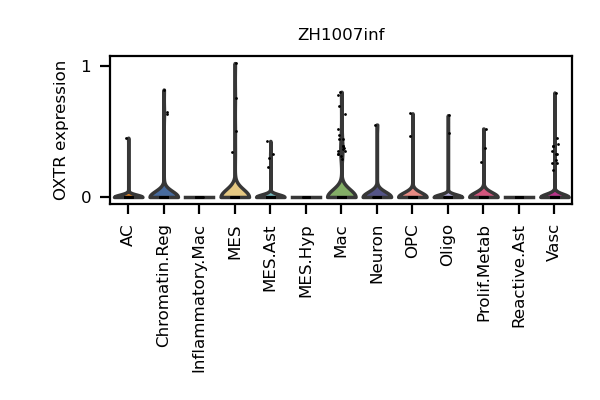 ZH1007inf
OXTR expression
1
0
AC
Chromatin.Reg
Inflammatory.Mac
MES
MES.Ast
MES.Hyp
Mac
Neuron
OPC
Oligo
Prolif.Metab
Reactive.Ast
Vasc